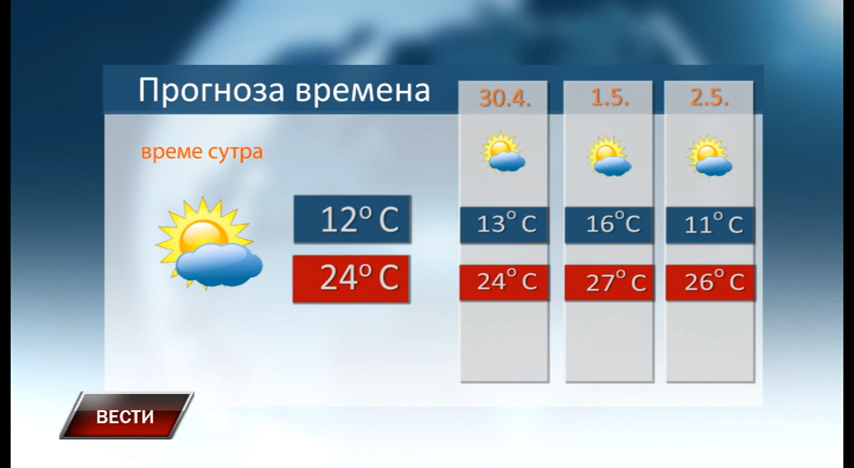 Прогноза времена
време сутра
12° C
24° C
30.4.
13° C
24° C
1.5.
16°C
27° C
2.5.
11° C
26° C
ВЕСТИ